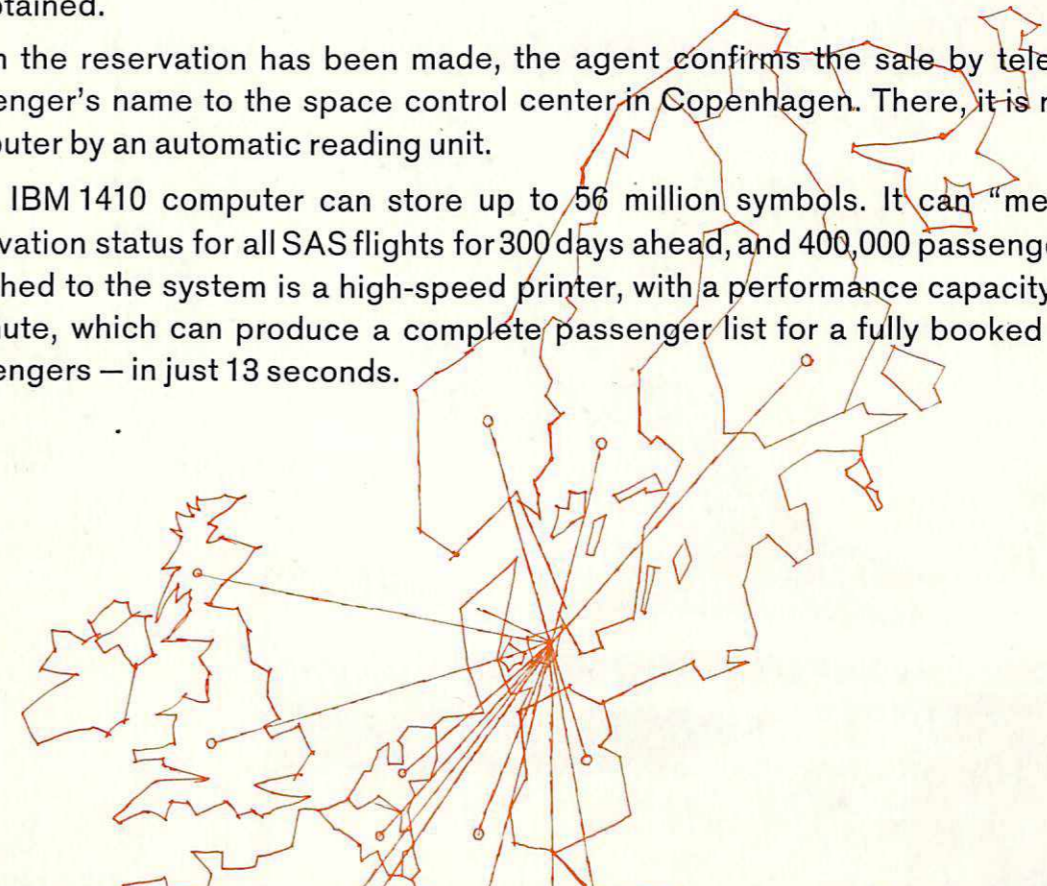 otained.
n the reservation has been made, the agent confirms the sale by tele
enger’s name to the space control center in Copenhagen. There, it is r
outer by an automatic reading unit.
IBM 1410 computer can store up to 56 million symbols. It can “me
vation status for all SAS flights for 300 days ahead, and 400,000 passeng
hed to the system is a high-speed printer, with a performance capacity
nute, which can produce a complete passenger list for a fully booked
engers — in just 13 seconds.